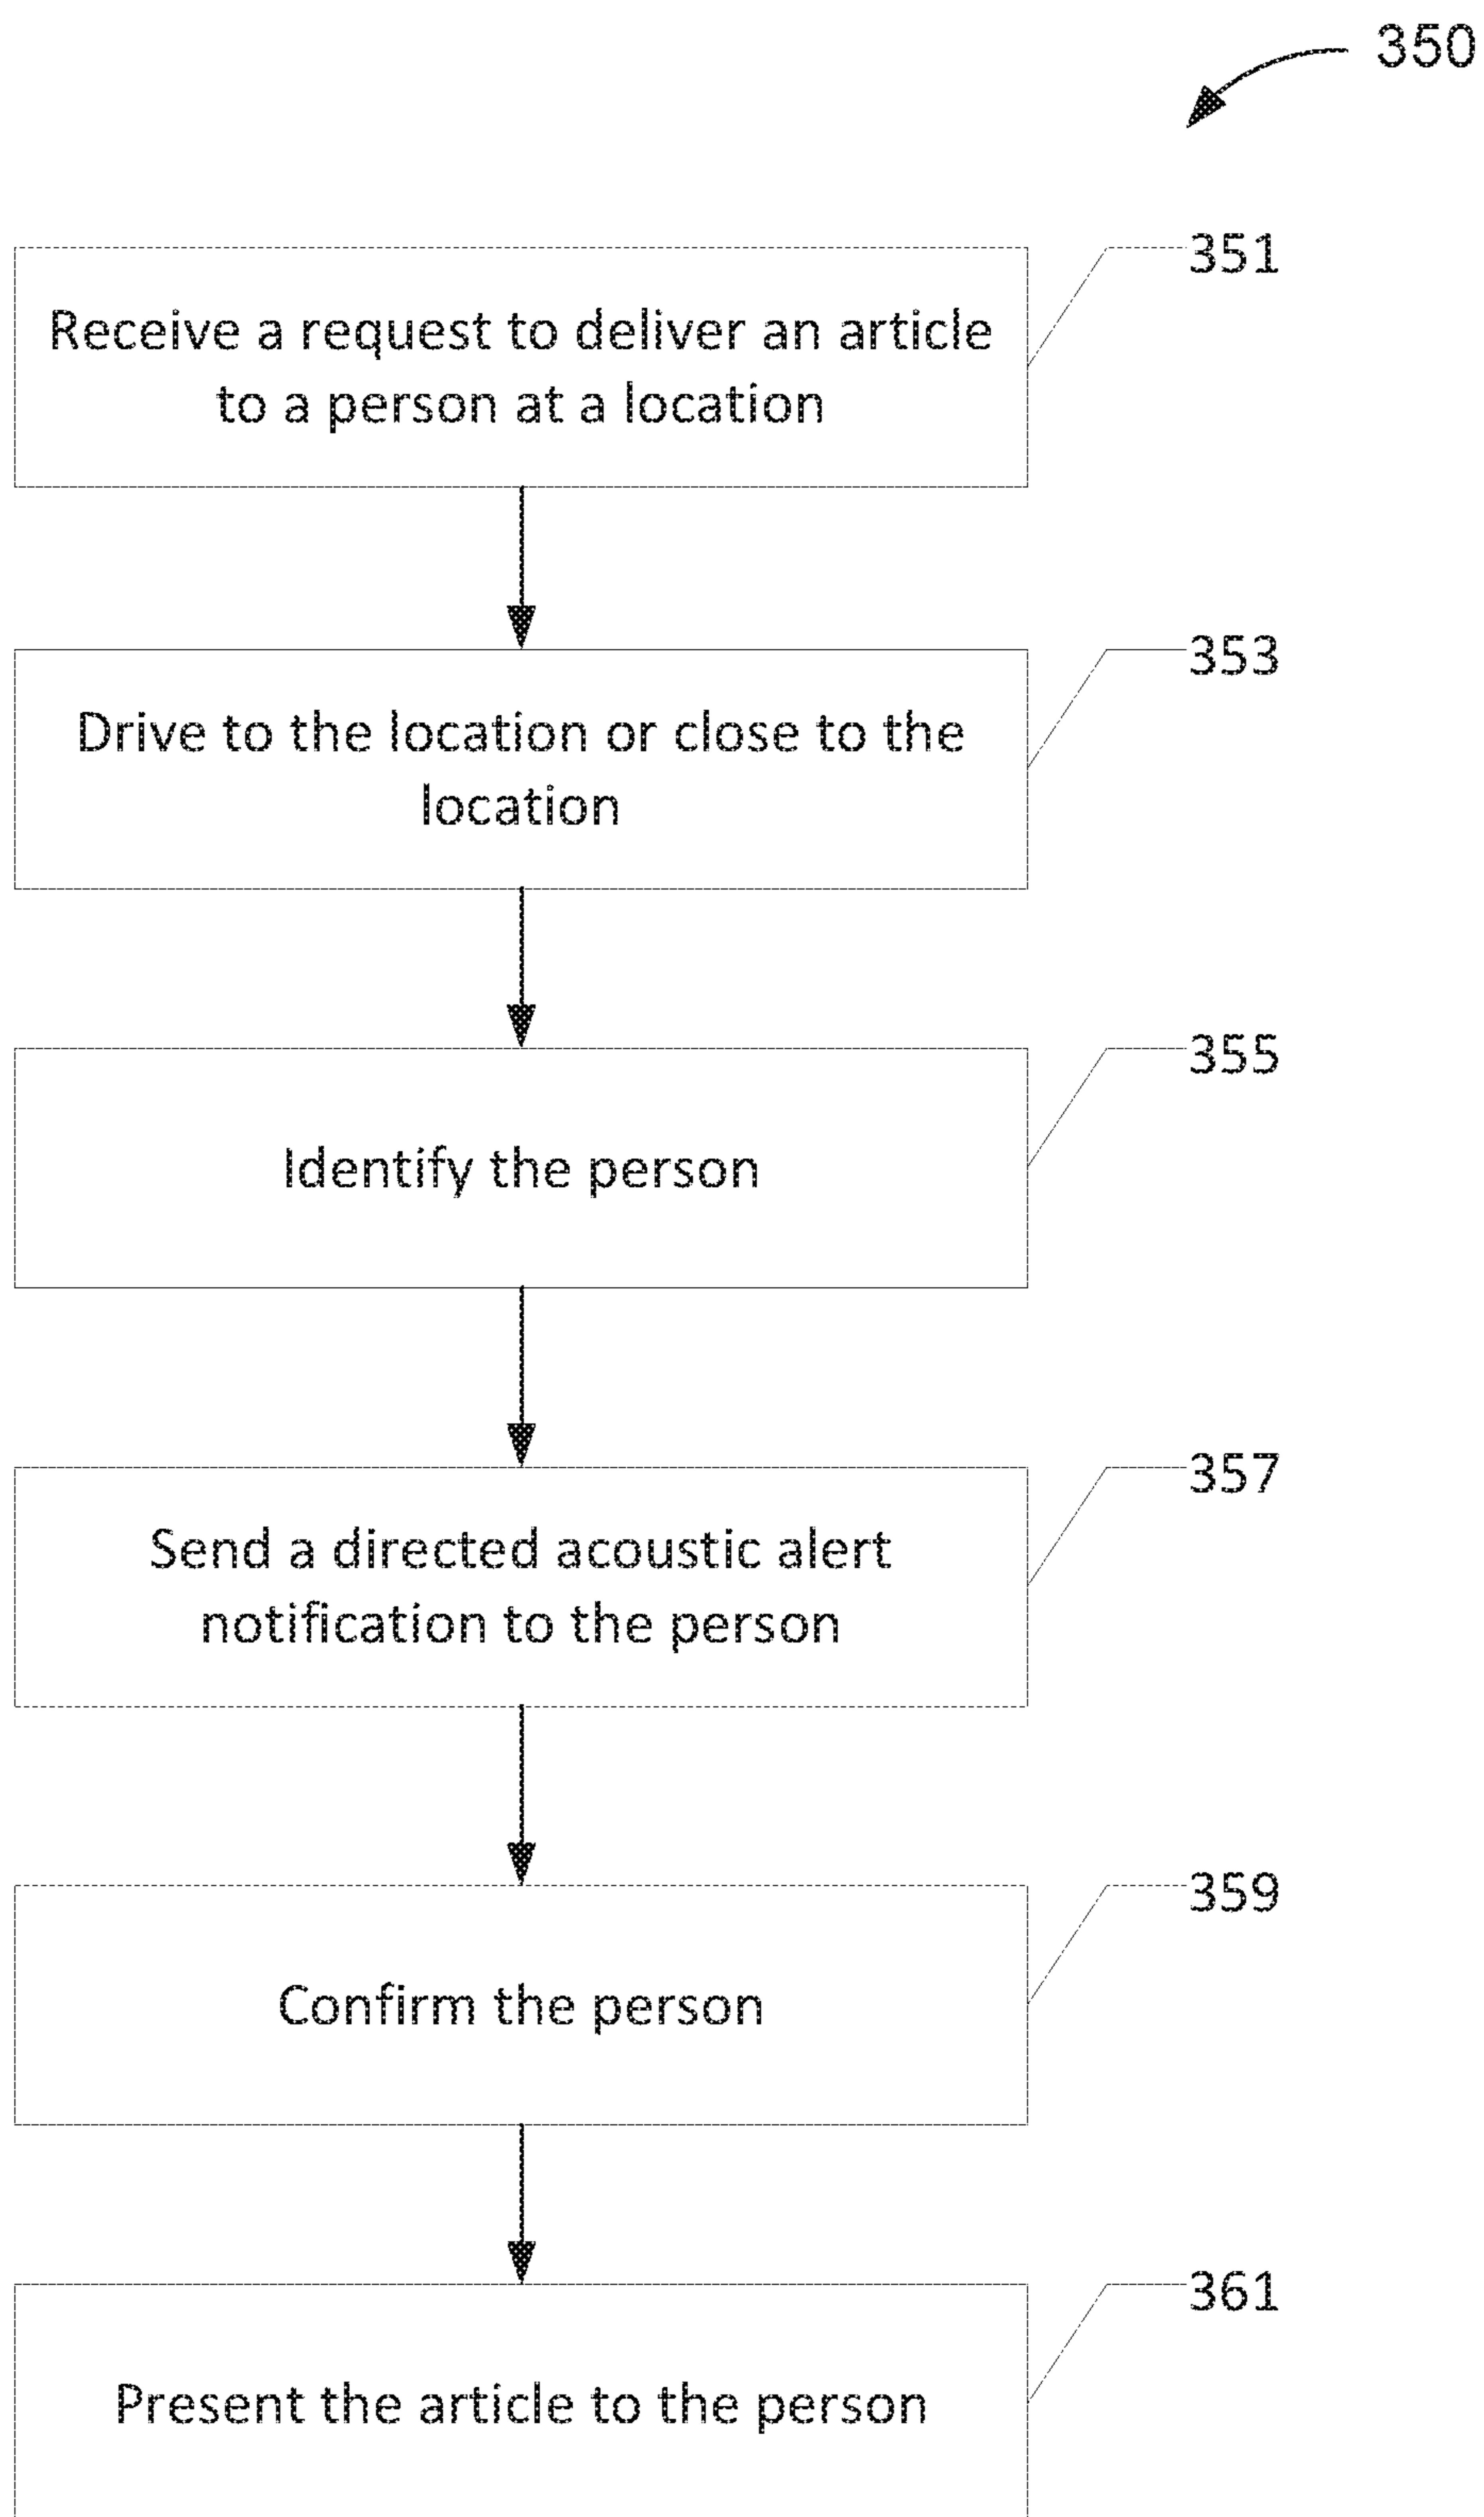 350
351
Receive a request to deliver an article
to a person at a location
353
Drive to the location or close to the
location
355
Identify the person
357
Send a directed acoustic alert
notification to the person
359
Confirm the person
361
Present the article to the person